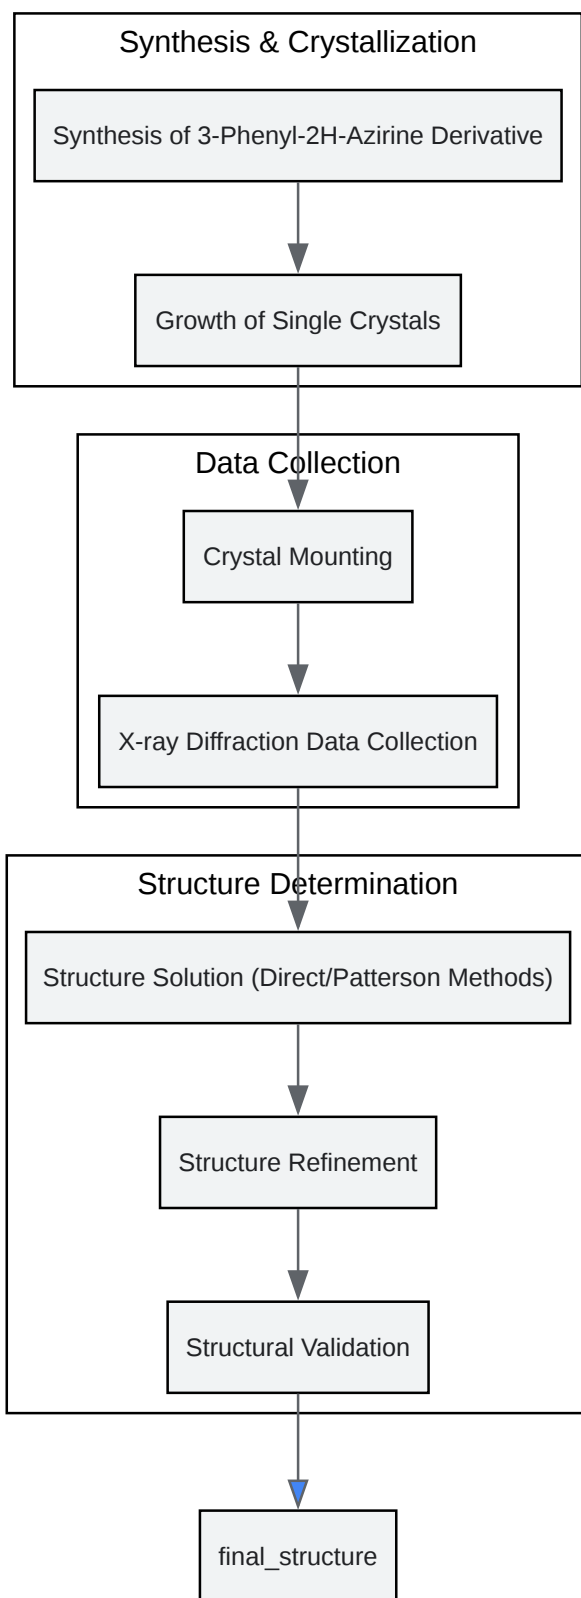 Synthesis & Crystallization
Synthesis of 3-Phenyl-2H-Azirine Derivative
Growth of Single Crystals
Data Collection
Crystal Mounting
X-ray Diffraction Data Collection
Structure Determination
Structure Solution (Direct/Patterson Methods)
Structure Refinement
Structural Validation
final_structure